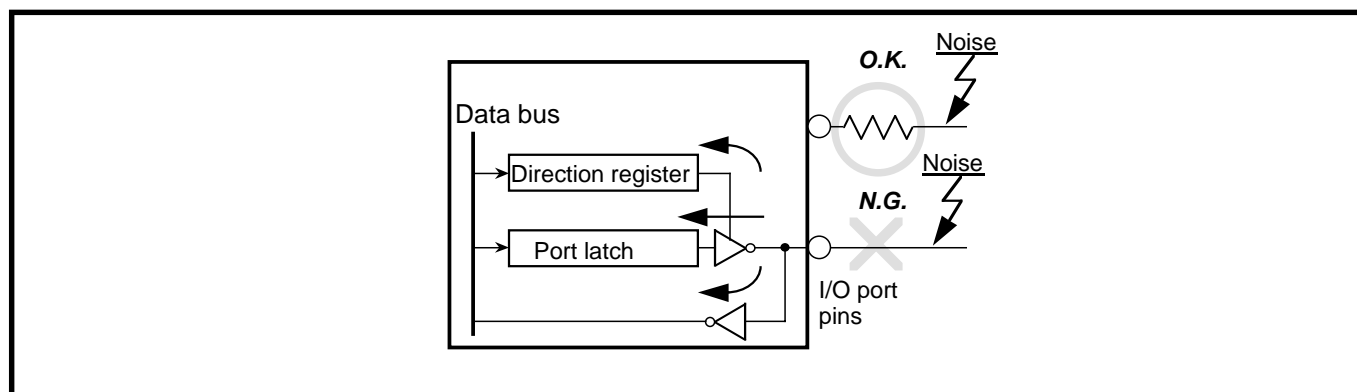 Noise
O.K.
Data bus
Direction register
Noise
N.G.
Port latch
I/O port
pins